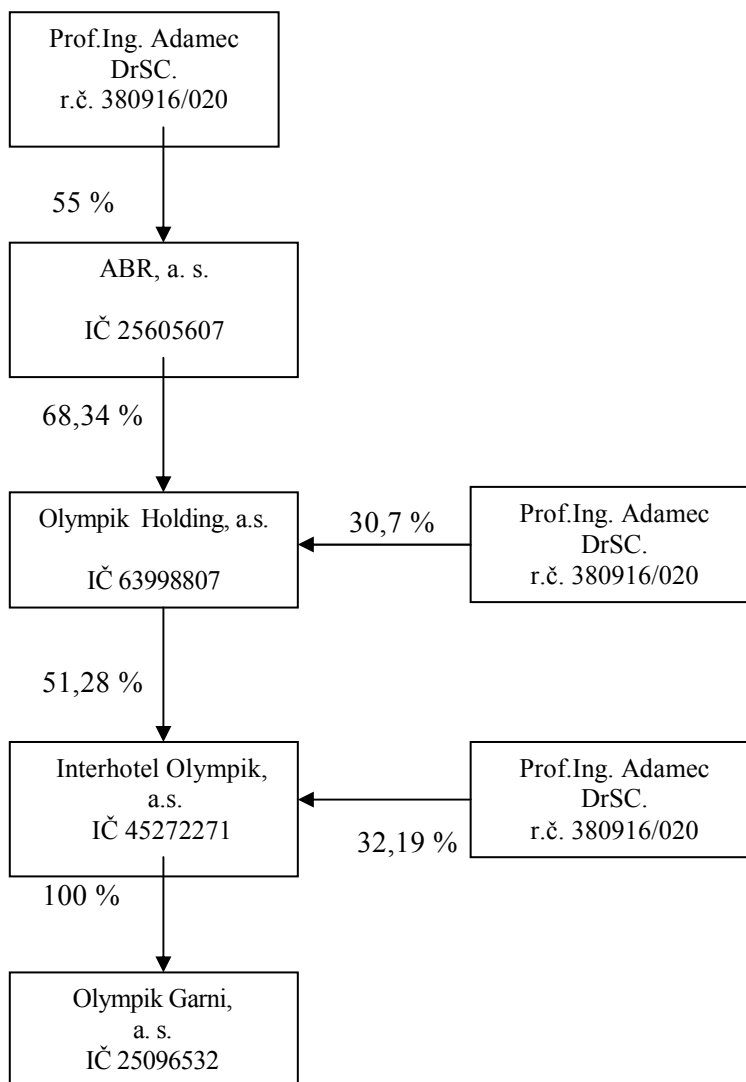 Prof.Ing. Adamec
DrSC.
r.č. 380916/020
55 %
ABR, a. s.
IČ 25605607
68,34 %
Olympik Holding, a.s.
IČ 63998807
30,7 %
Prof.Ing. Adamec
DrSC.
r.č. 380916/020
51,28 %
Interhotel Olympik,
a.s.
IČ 45272271
32,19 %
Prof.Ing. Adamec
DrSC.
r.č. 380916/020
100 %
Olympik Garni,
a. s.
IČ 25096532